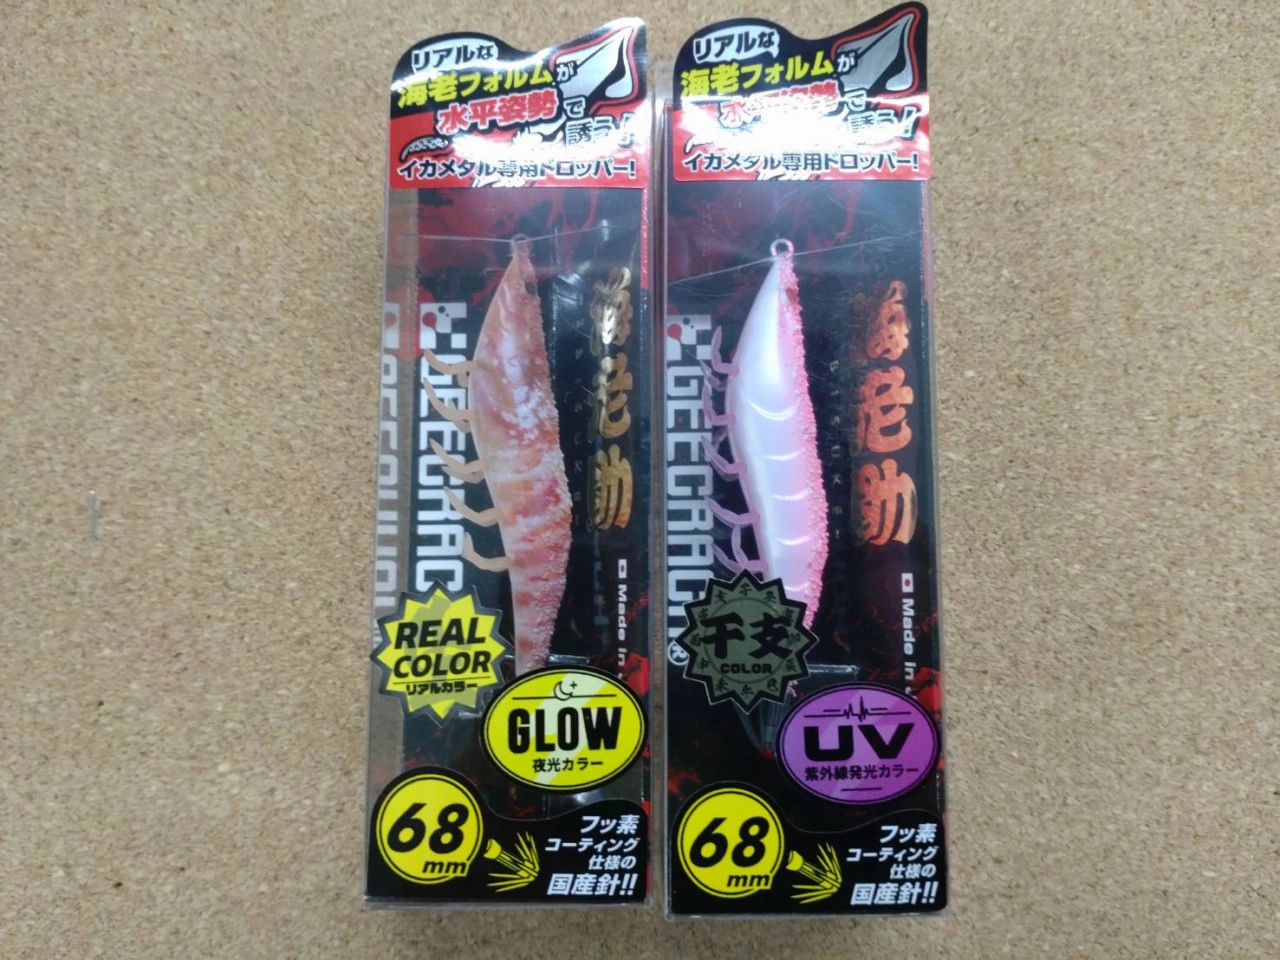 リアルな
海老フォルムが
水平姿勢で
誘う!
イカメタル専用ドロッパー!
海老助
GEECRAC
Made in
REAL
COLOR
リアルカラー
GLOW
夜光カラー
68
mm
フッ素
コーティング
仕様の
国産針!!
リアルな
海老フォルムが
水平姿勢で
誘う!
イカメタル専用ドロッパー!
海老助
GEECRACK®
Made in
干支
COLOR
UV
紫外線発光カラー
68
mm
フッ素
コーティング
仕様の
国産針!!